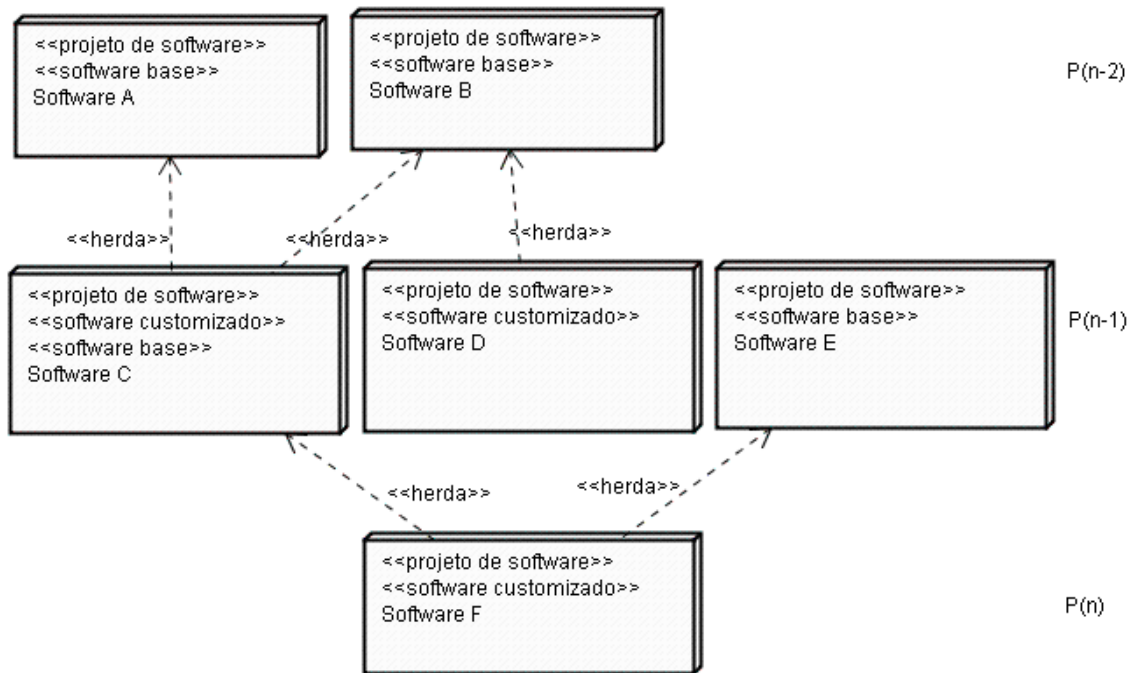 <<projeto de software>>
<<software base>>
Software A
<<projeto de software>>
<<software base>>
Software B
P(n-2)
<<herda>>
<<herda>>
<<herda>>
<<projeto de software>>
<<software customizado>>
<<software base>>
Software C
<<projeto de software>>
<<software customizado>>
Software D
<<projeto de software>>
<<software base>>
Software E
P(n-1)
<<herda>>
<<herda>>
<<projeto de software>>
<<software customizado>>
Software F
P(n)